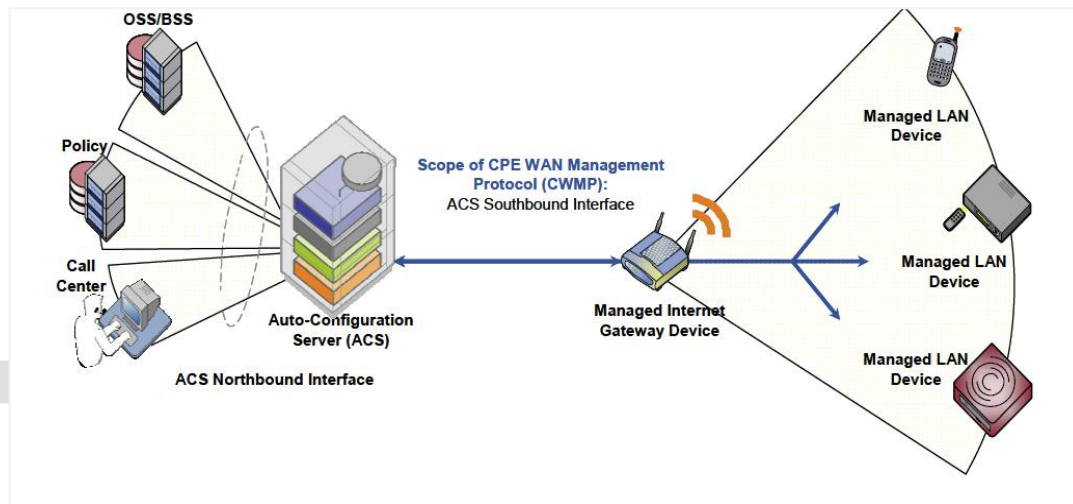 OSS/BSS
Policy
Call
Center
Auto-Configuration
Server (ACS)
ACS Northbound Interface
Scope of CPE WAN Management
Protocol (CWMP):
ACS Southbound Interface
Managed Internet
Gateway Device
Managed LAN
Device
Managed LAN
Device
Managed LAN
Device